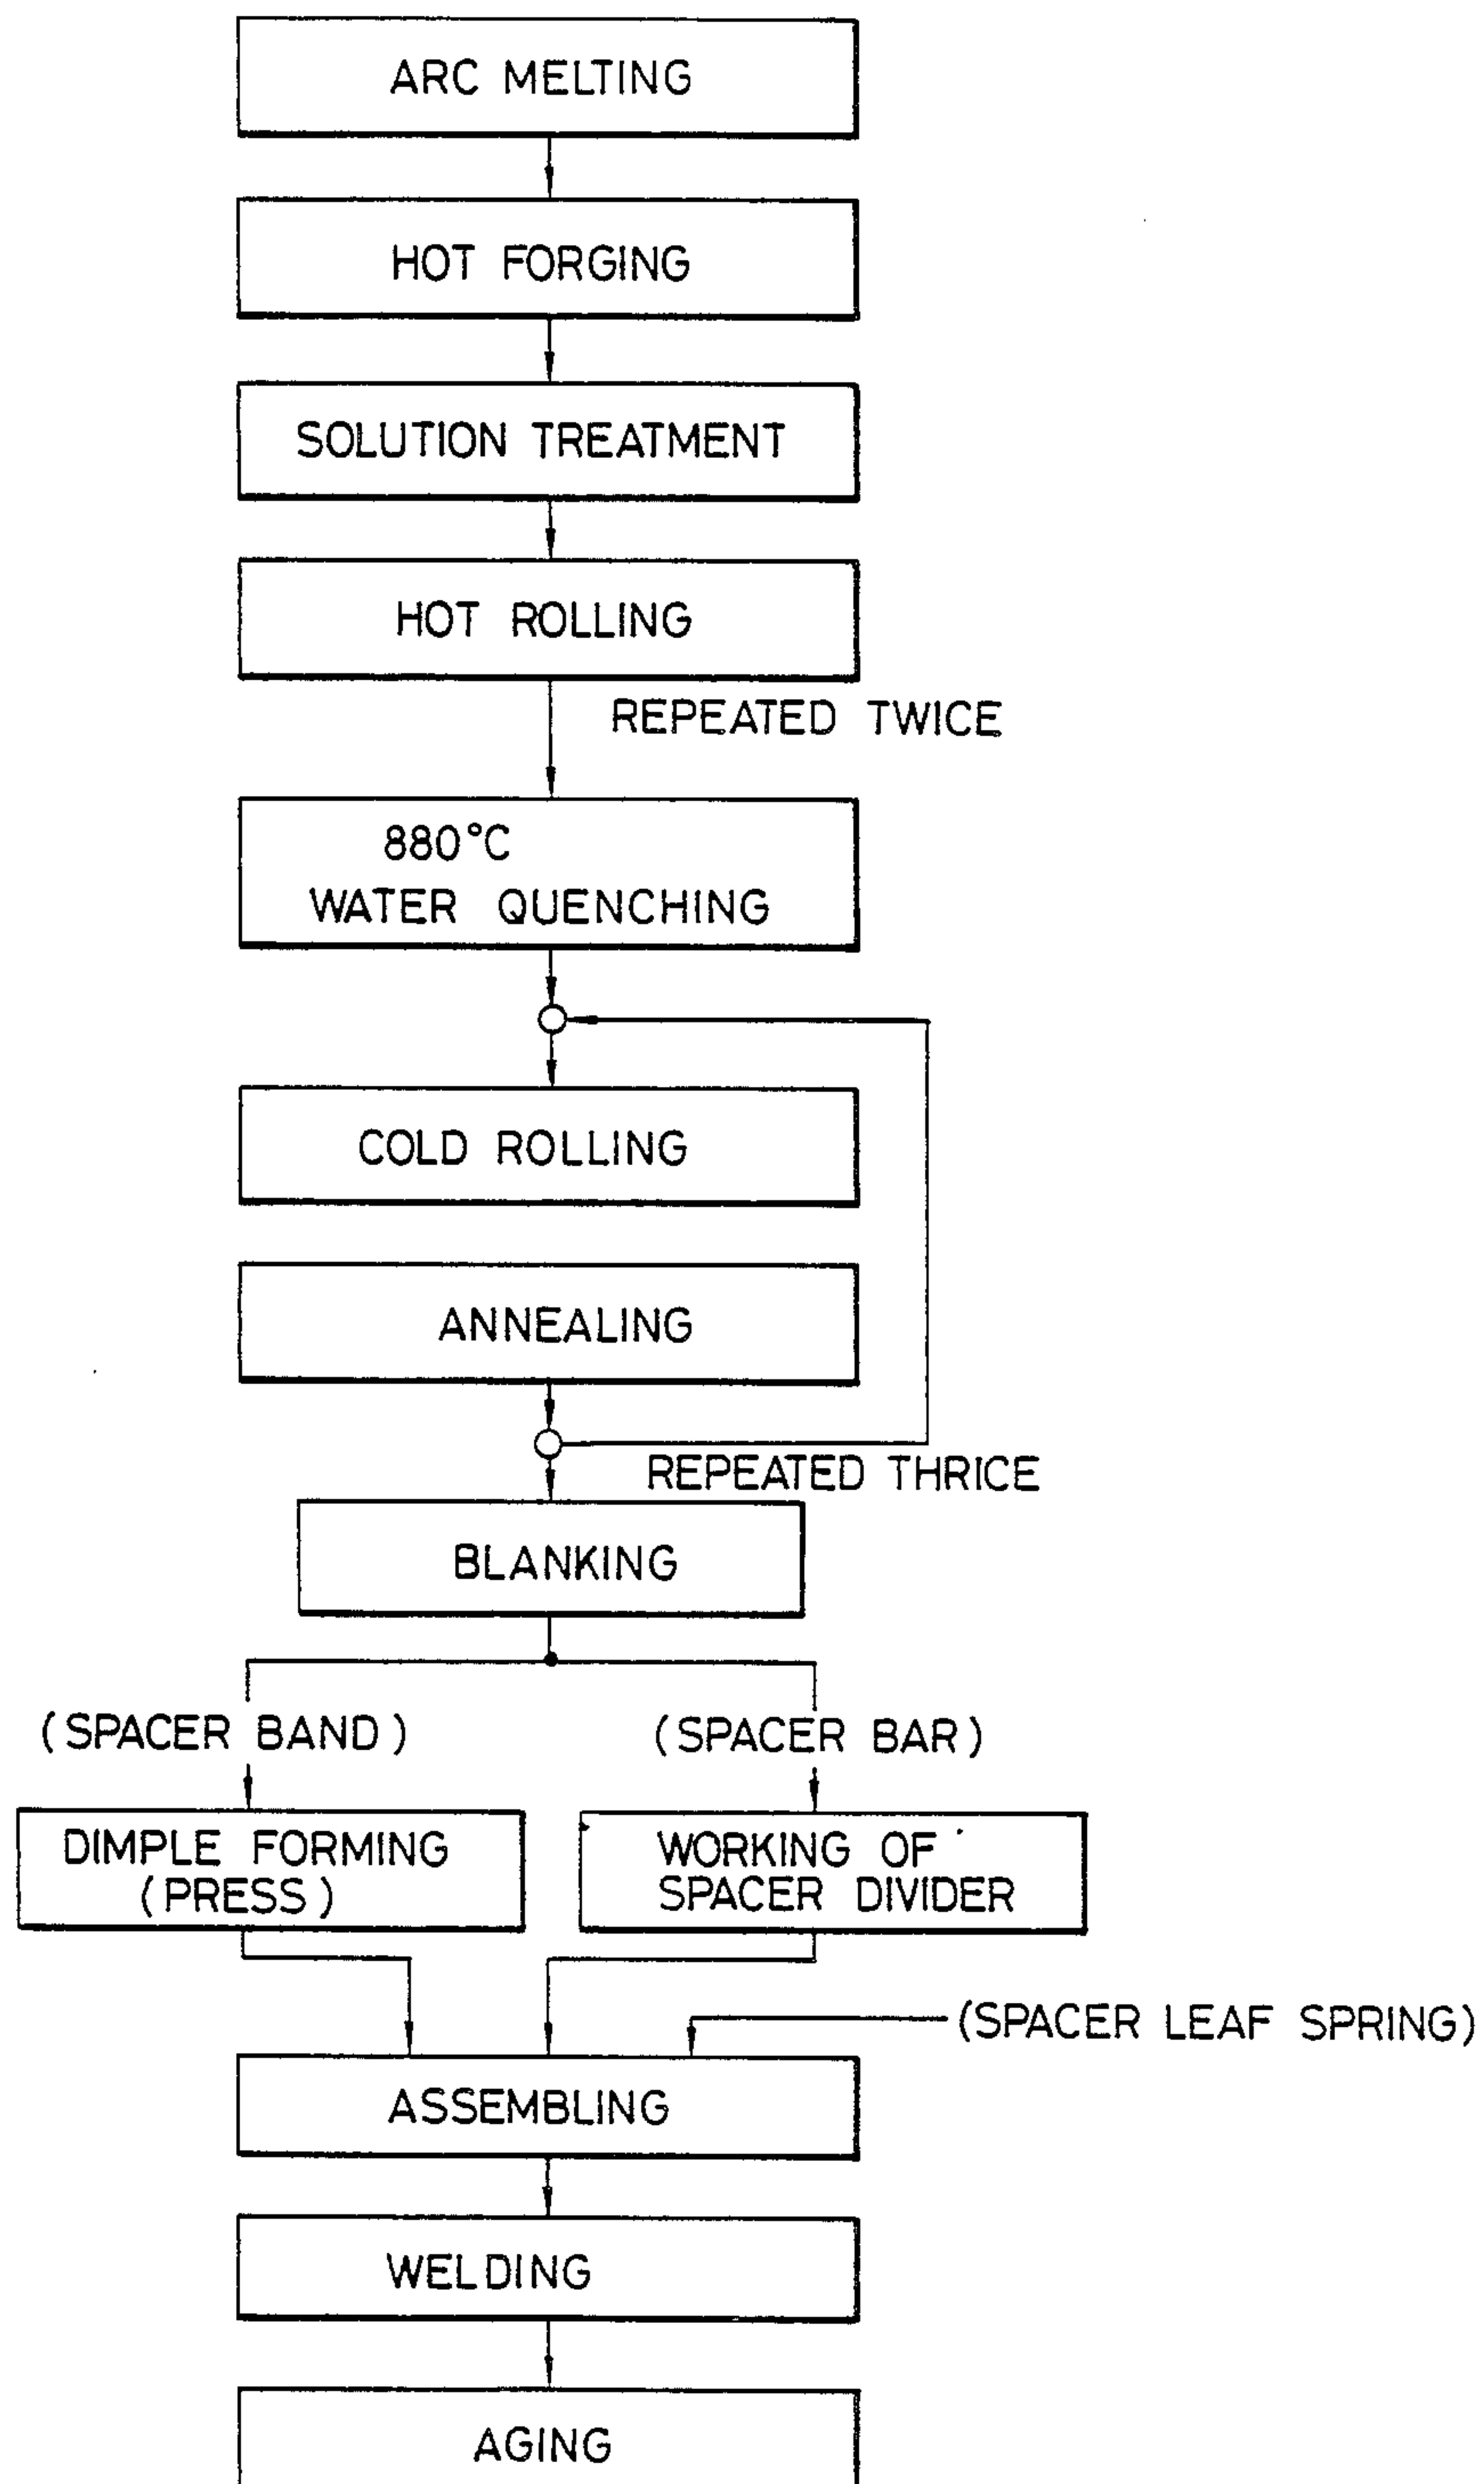 ARC MELTING
HOT FORGING
SOLUTION TREATMENT
HOT ROLLING
REPEATED TWICE
880°C
WATER QUENCHING
COLD ROLLING
ANNEALING
REPEATED THRICE
BLANKING
(SPACER BAND)
(SPACER BAR)
DIMPLE FORMING
(PRESS)
WORKING OF
SPACER DIVIDER
(SPACER LEAF SPRING)
ASSEMBLING
WELDING
AGING